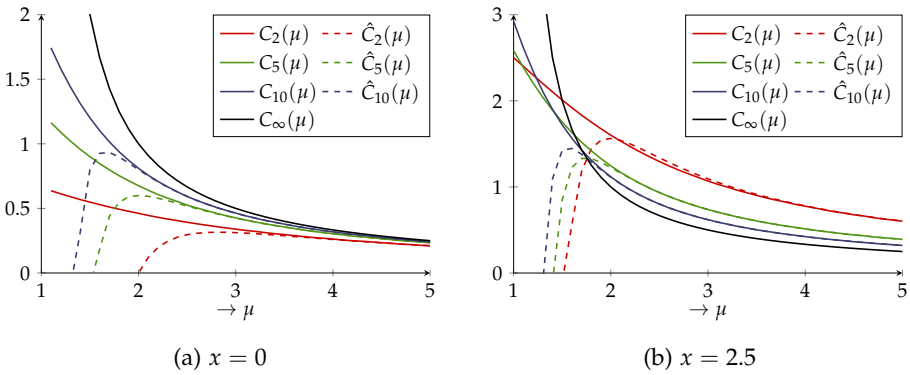 2
1.5
1
0.5
0
1 2 3 4 5
→ μ
C₂(μ) Ĉ₂(μ)
C₅(μ) Ĉ₅(μ)
C₁₀(μ) Ĉ₁₀(μ)
C∞(μ)
(a) x = 0
3
2
1
0
1 2 3 4 5
→ μ
C₂(μ) Ĉ₂(μ)
C₅(μ) Ĉ₅(μ)
C₁₀(μ) Ĉ₁₀(μ)
C∞(μ)
(b) x = 2.5